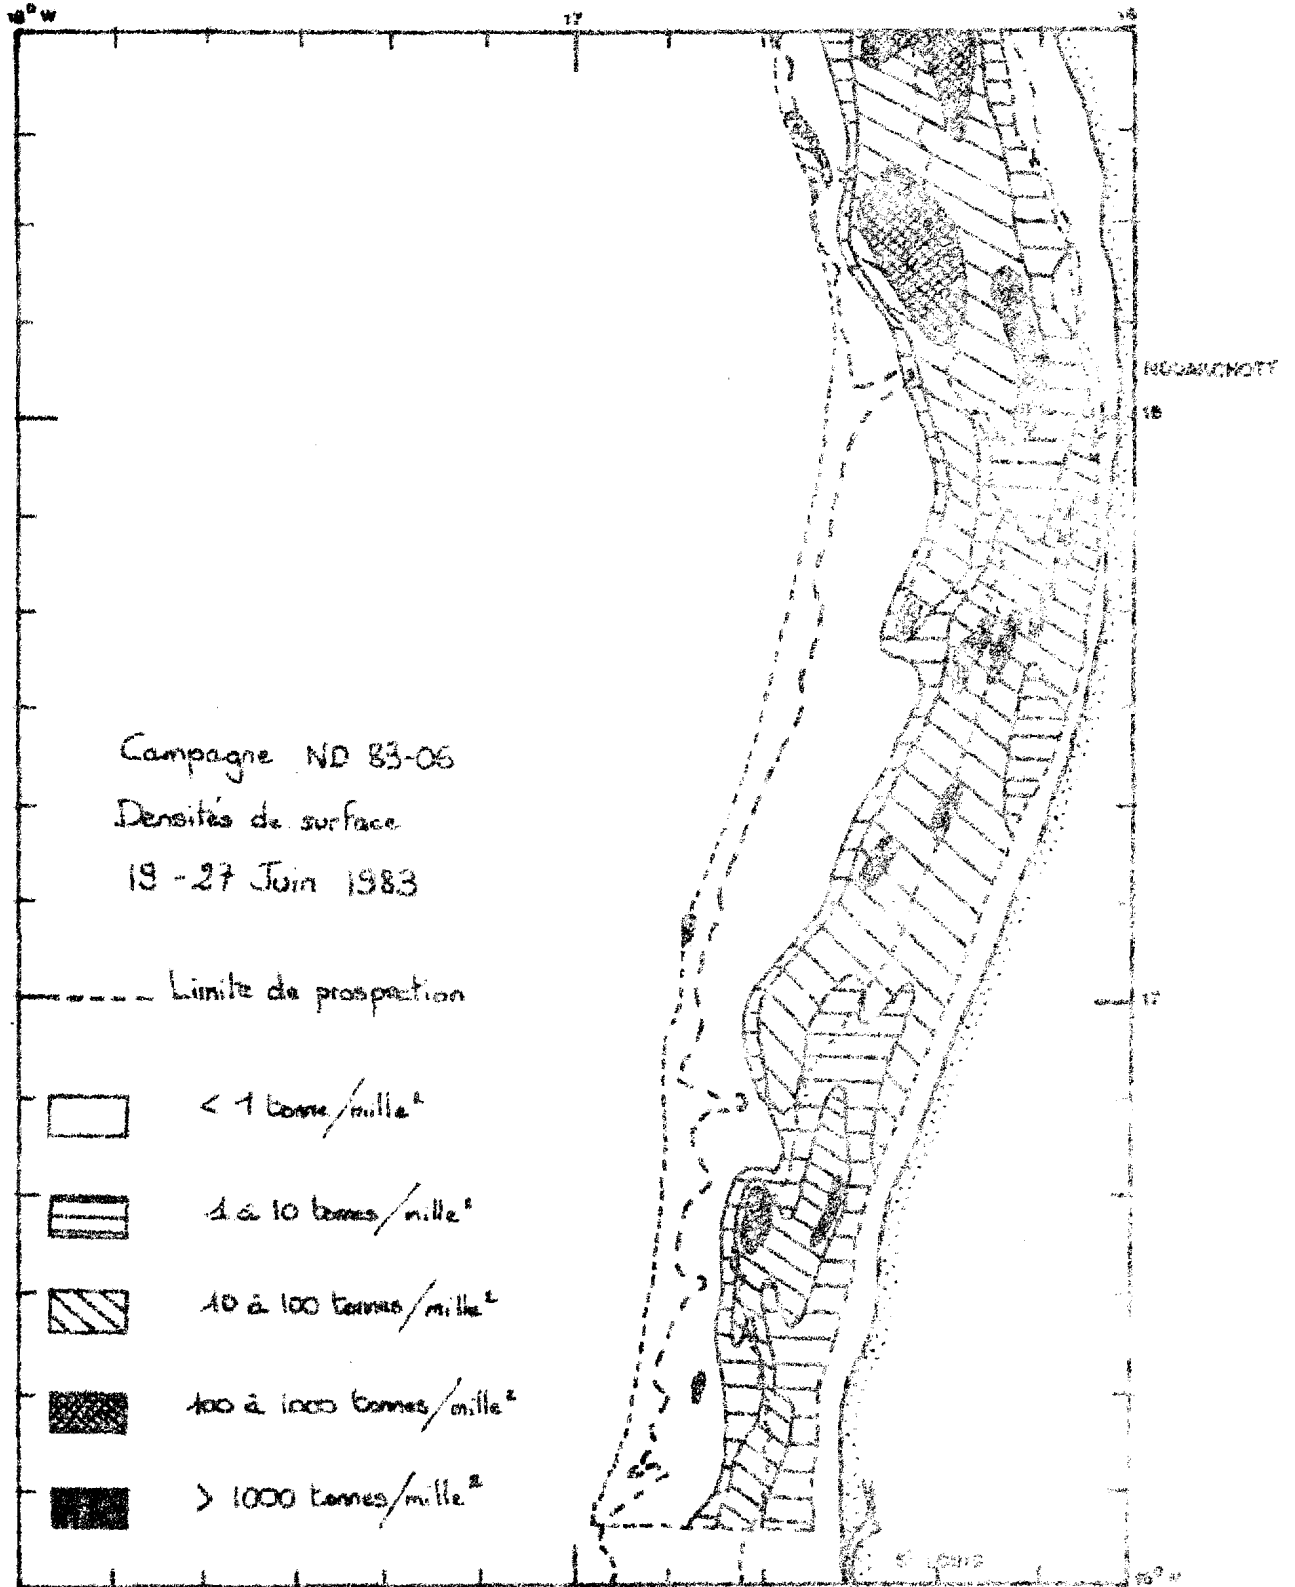 18° W
17
16
NOUAKCHOTT
18
Campagne ND 83-06
Densités de surface
19 - 27 Juin 1983
Limite de prospection
17
< 1 tonne/mille²
1 à 10 tonnes/mille²
10 à 100 tonnes/mille²
100 à 1000 tonnes/mille²
> 1000 tonnes/mille²
St LOUIS